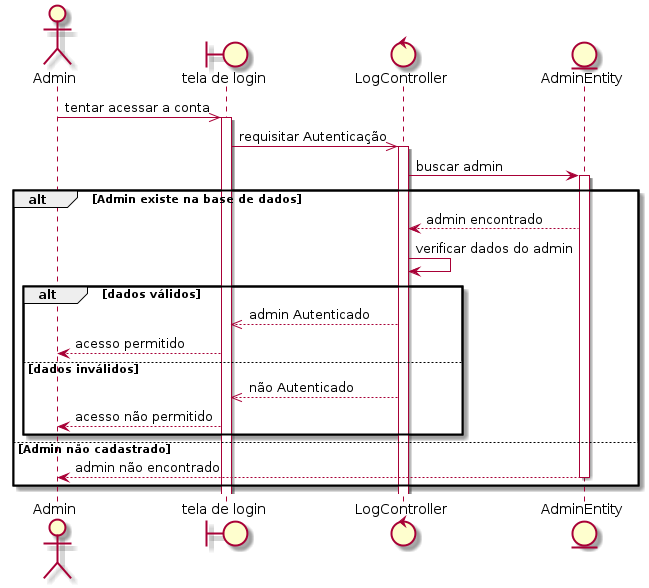 Admin
tela de login
LogController
AdminEntity
tentar acessar a conta
requisitar Autenticação
buscar admin
alt [Admin existe na base de dados]
admin encontrado
verificar dados do admin
alt [dados válidos]
admin Autenticado
acesso permitido
[dados inválidos]
não Autenticado
acesso não permitido
[Admin não cadastrado]
admin não encontrado
Admin
tela de login
LogController
AdminEntity